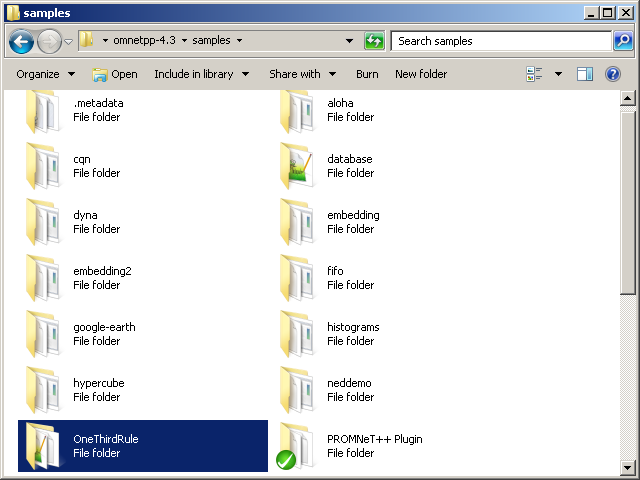 samples
omnetpp-4.3 samples
Search samples
Organize Open Include in library Share with Burn New folder
.metadata
File folder
aloha
File folder
cqn
File folder
database
File folder
dyna
File folder
embedding
File folder
embedding2
File folder
fifo
File folder
google-earth
File folder
histograms
File folder
hypercube
File folder
neddemo
File folder
OneThirdRule
File folder
PROMNeT++ Plugin
File folder